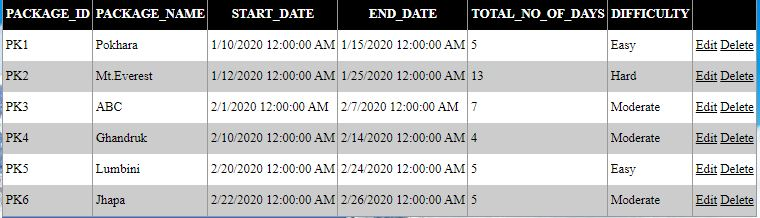 PACKAGE_ID PACKAGE_NAME START_DATE END_DATE TOTAL_NO_OF_DAYS DIFFICULTY
PK1 Pokhara 1/10/2020 12:00:00 AM 1/15/2020 12:00:00 AM 5 Easy Edit Delete
PK2 Mt.Everest 1/12/2020 12:00:00 AM 1/25/2020 12:00:00 AM 13 Hard Edit Delete
PK3 ABC 2/1/2020 12:00:00 AM 2/7/2020 12:00:00 AM 7 Moderate Edit Delete
PK4 Ghandruk 2/10/2020 12:00:00 AM 2/14/2020 12:00:00 AM 4 Moderate Edit Delete
PK5 Lumbini 2/20/2020 12:00:00 AM 2/24/2020 12:00:00 AM 5 Easy Edit Delete
PK6 Jhapa 2/22/2020 12:00:00 AM 2/26/2020 12:00:00 AM 5 Moderate Edit Delete